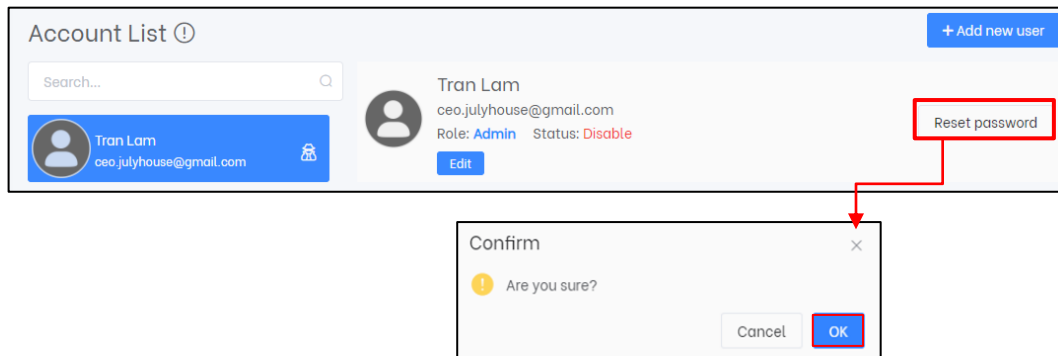 Account List
+ Add new user
Search...
Tran Lam
ceo.julyhouse@gmail.com
Tran Lam
ceo.julyhouse@gmail.com
Role: Admin Status: Disable
Edit
Reset password
Confirm
Are you sure?
Cancel OK